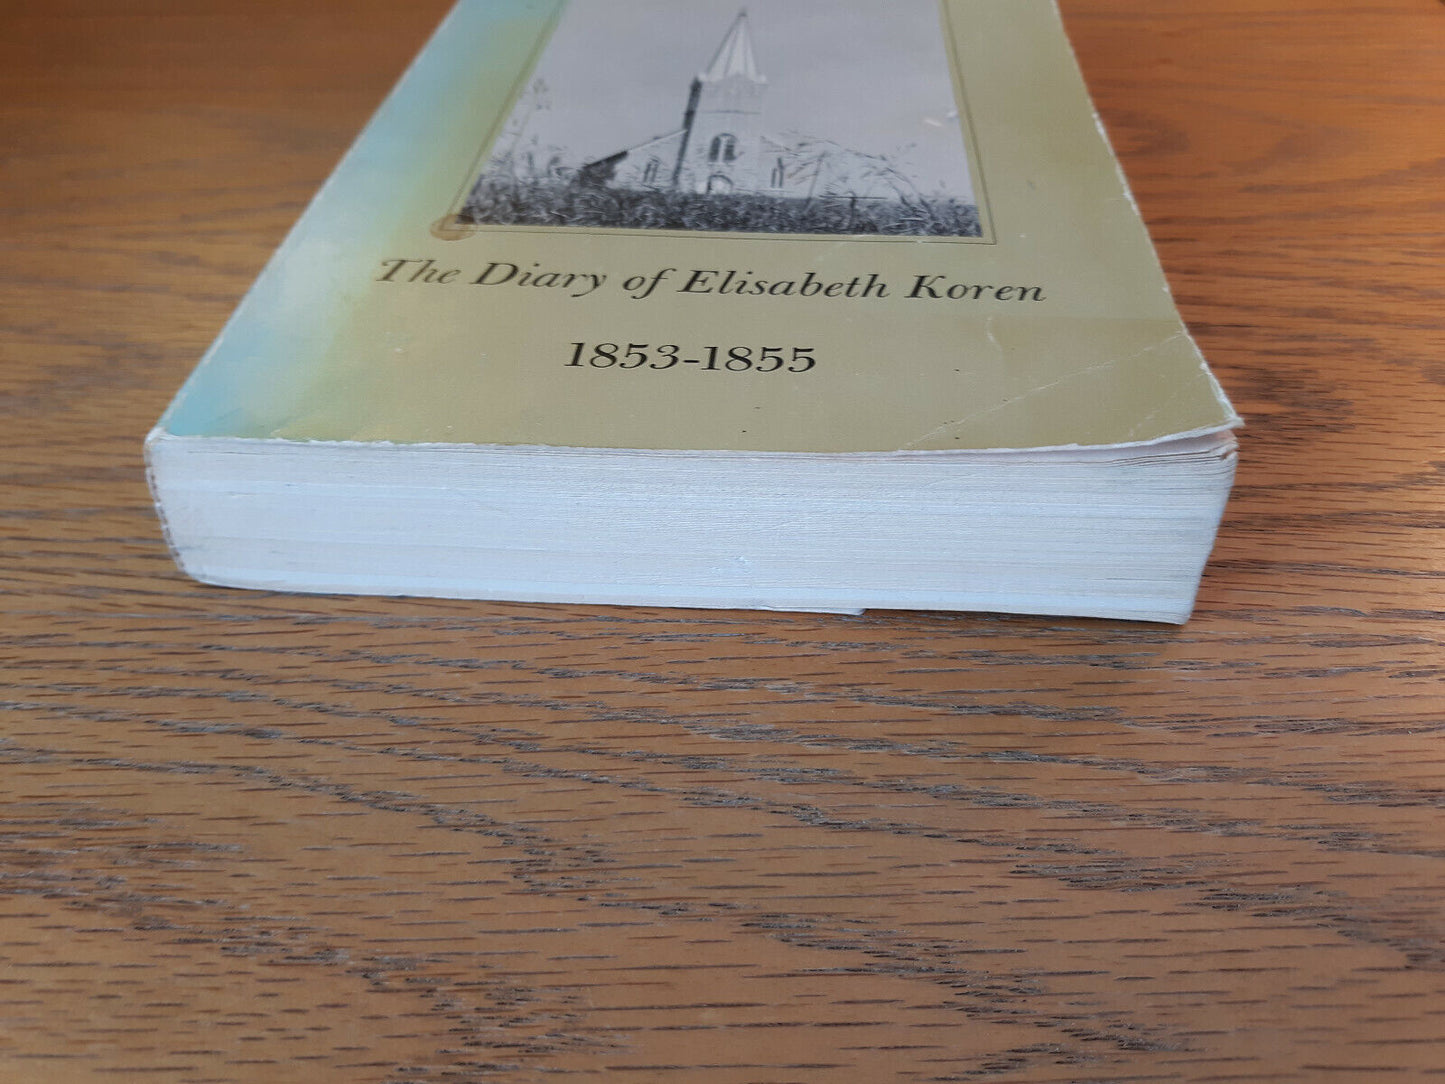 The Diary of Elisabeth Koren
1853-1855